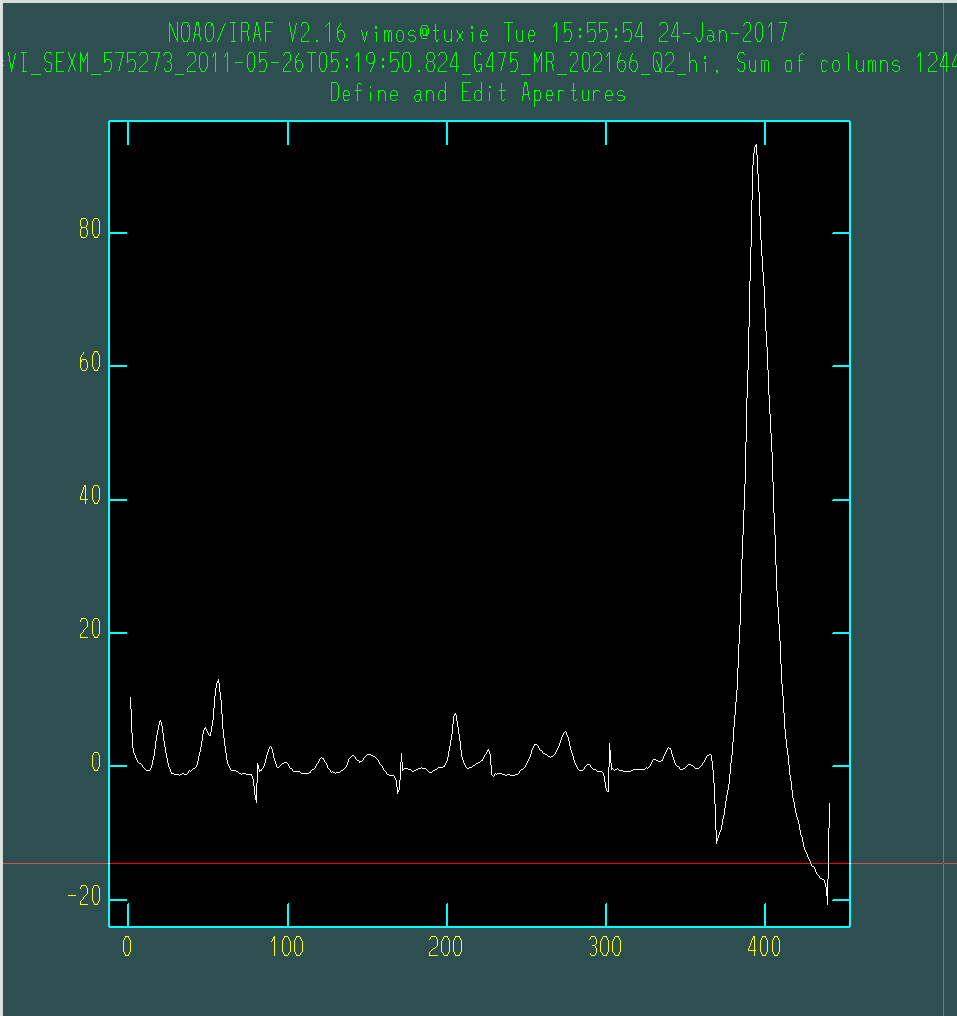 NOAO/IRAF V2.16 vimos@tuxie Tue 15:55:54 24-Jan-2017
VI_SEXM_575273_2011-05-26T05:19:50.824_G475_MR_202166_Q2_hi, Sum of columns 1244
Define and Edit Apertures
80
60
40
20
0
-20
0 100 200 300 400